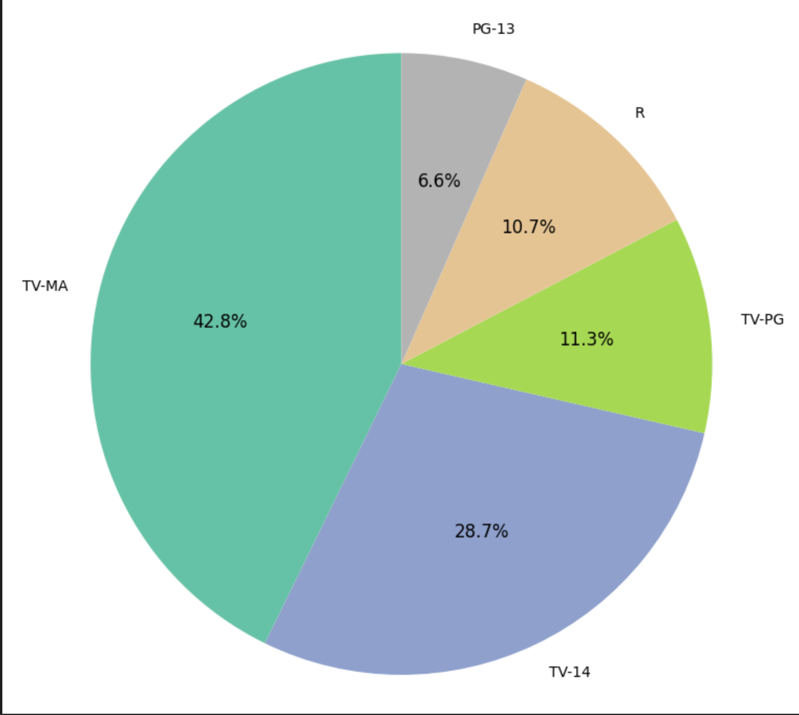 PG-13
R
6.6%
10.7%
TV-MA
TV-PG
42.8%
11.3%
28.7%
TV-14